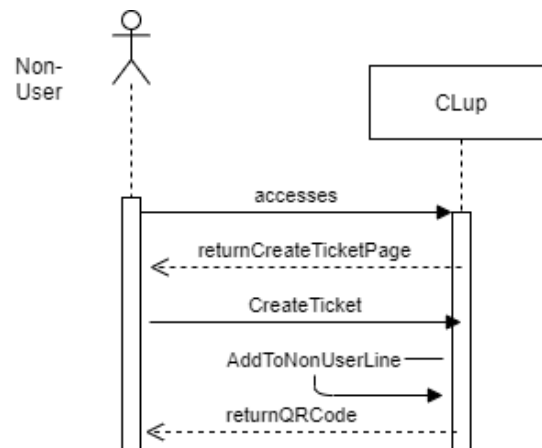 Non-
User
CLup
accesses
returnCreateTicketPage
CreateTicket
AddToNonUserLine
returnQRCode